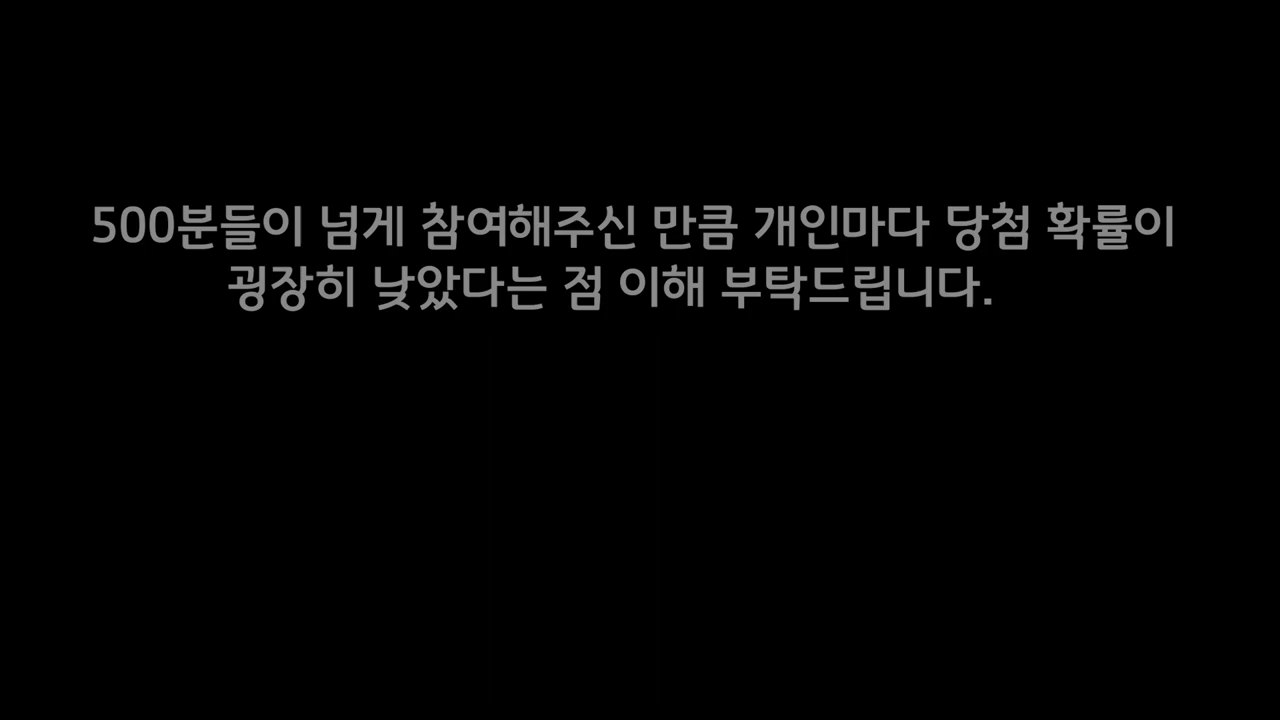 500분들이 넘게 참여해주신 만큼 개인마다 당첨 확률이
굉장히 낮았다는 점 이해 부탁드립니다.